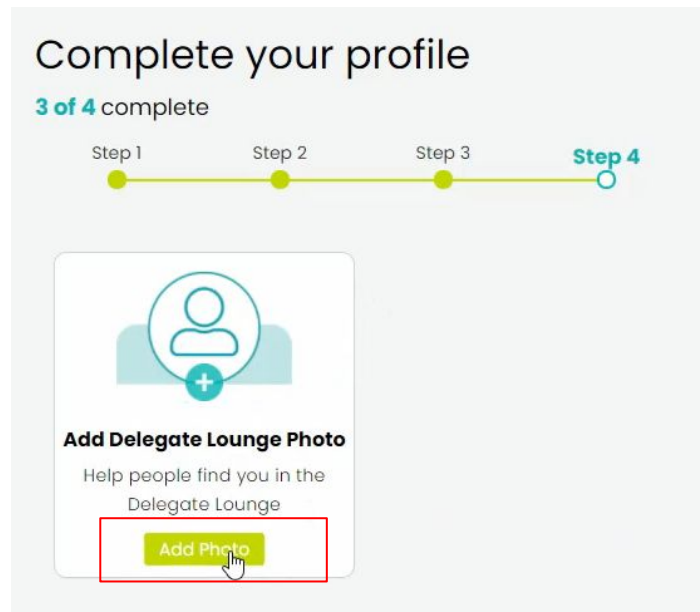 Complete your profile
3 of 4 complete
Step 1 Step 2 Step 3 Step 4
Add Delegate Lounge Photo
Help people find you in the
Delegate Lounge
Add Photo